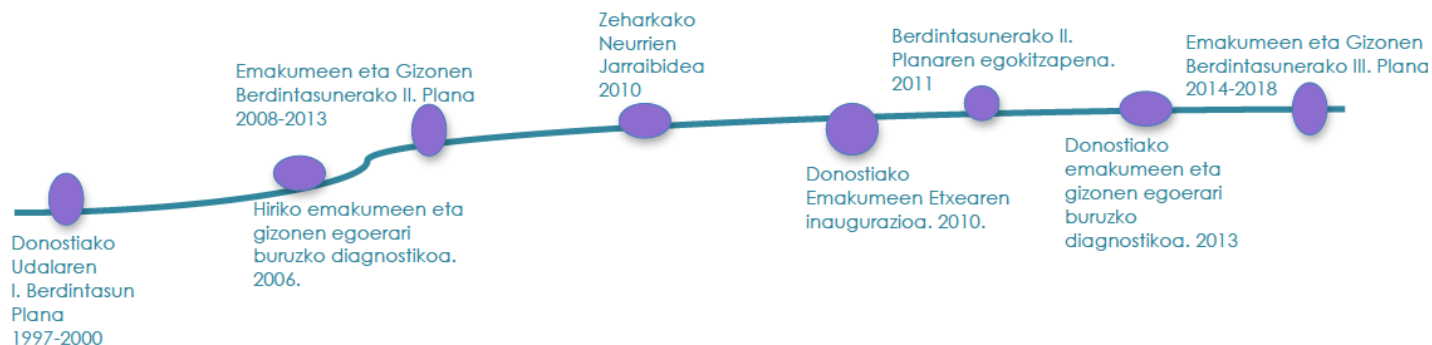 Donostiako
Udalaren
I. Berdintasun
Plana
1997-2000
Hiriko emakumeen eta
gizonen egoerari
buruzko diagnostikoa.
2006.
Emakumeen eta Gizonen
Berdintasunerako II. Plana
2008-2013
Zeharkako
Neurrien
Jarraibidea
2010
Donostiako
Emakumeen Etxearen
inaugurazioa. 2010.
Berdintasunerako II.
Planaren egokitzapena.
2011
Donostiako
emakumeen eta
gizonen egoerari
buruzko
diagnostikoa. 2013
Emakumeen eta Gizonen
Berdintasunerako III. Plana
2014-2018